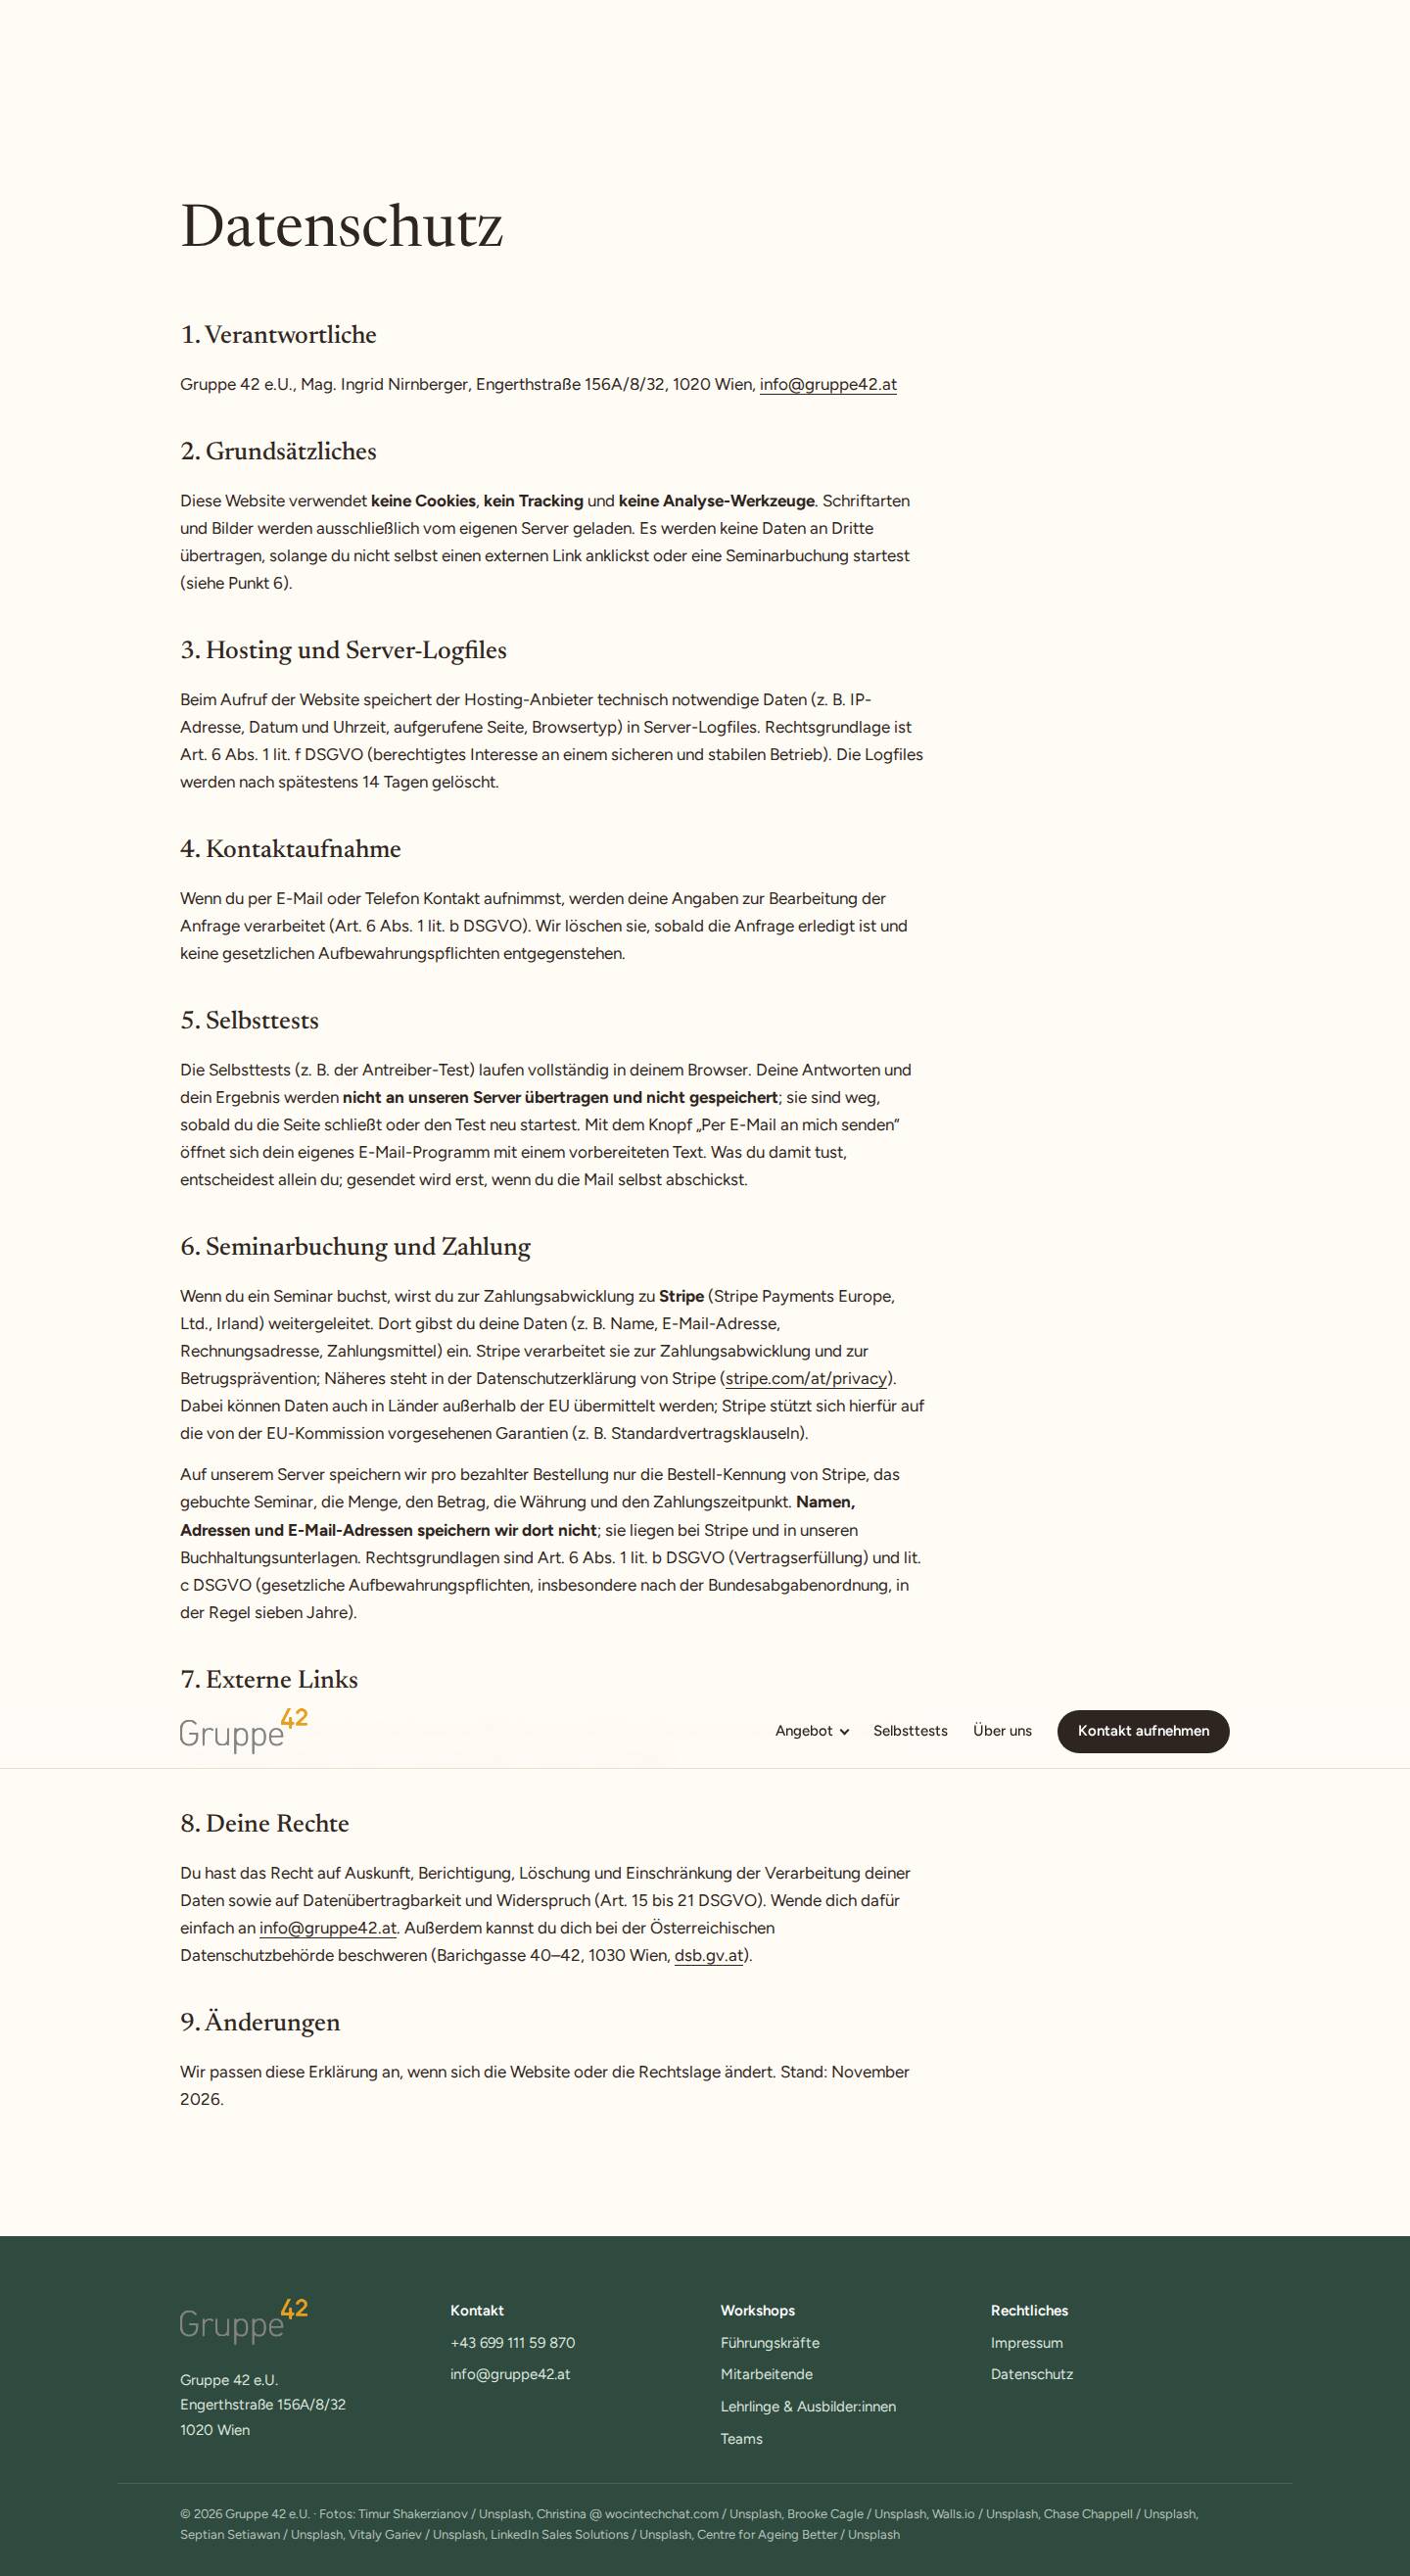 Datenschutz
1. Verantwortliche
Gruppe 42 e.U., Mag. Ingrid Nirnberger, Engerthstraße 156A/8/32, 1020 Wien, info@gruppe42.at
2. Grundsätzliches
Diese Website verwendet keine Cookies, kein Tracking und keine Analyse-Werkzeuge. Schriftarten
und Bilder werden ausschließlich vom eigenen Server geladen. Es werden keine Daten an Dritte
übertragen, solange du nicht selbst einen externen Link anklickst oder eine Seminarbuchung startest
(siehe Punkt 6).
3. Hosting und Server-Logfiles
Beim Aufruf der Website speichert der Hosting-Anbieter technisch notwendige Daten (z. B. IP-
Adresse, Datum und Uhrzeit, aufgerufene Seite, Browsertyp) in Server-Logfiles. Rechtsgrundlage ist
Art. 6 Abs. 1 lit. f DSGVO (berechtigtes Interesse an einem sicheren und stabilen Betrieb). Die Logfiles
werden nach spätestens 14 Tagen gelöscht.
4. Kontaktaufnahme
Wenn du per E-Mail oder Telefon Kontakt aufnimmst, werden deine Angaben zur Bearbeitung der
Anfrage verarbeitet (Art. 6 Abs. 1 lit. b DSGVO). Wir löschen sie, sobald die Anfrage erledigt ist und
keine gesetzlichen Aufbewahrungspflichten entgegenstehen.
5. Selbsttests
Die Selbsttests (z. B. der Antreiber-Test) laufen vollständig in deinem Browser. Deine Antworten und
dein Ergebnis werden nicht an unseren Server übertragen und nicht gespeichert; sie sind weg,
sobald du die Seite schließt oder den Test neu startest. Mit dem Knopf „Per E-Mail an mich senden“
öffnet sich dein eigenes E-Mail-Programm mit einem vorbereiteten Text. Was du damit tust,
entscheidest allein du; gesendet wird erst, wenn du die Mail selbst abschickst.
6. Seminarbuchung und Zahlung
Wenn du ein Seminar buchst, wirst du zur Zahlungsabwicklung zu Stripe (Stripe Payments Europe,
Ltd., Irland) weitergeleitet. Dort gibst du deine Daten (z. B. Name, E-Mail-Adresse,
Rechnungsadresse, Zahlungsmittel) ein. Stripe verarbeitet sie zur Zahlungsabwicklung und zur
Betrugsprävention; Näheres steht in der Datenschutzerklärung von Stripe (stripe.com/at/privacy).
Dabei können Daten auch in Länder außerhalb der EU übermittelt werden; Stripe stützt sich hierfür auf
die von der EU-Kommission vorgesehenen Garantien (z. B. Standardvertragsklauseln).
Auf unserem Server speichern wir pro bezahlter Bestellung nur die Bestell-Kennung von Stripe, das
gebuchte Seminar, die Menge, den Betrag, die Währung und den Zahlungszeitpunkt. Namen,
Adressen und E-Mail-Adressen speichern wir dort nicht; sie liegen bei Stripe und in unseren
Buchhaltungsunterlagen. Rechtsgrundlagen sind Art. 6 Abs. 1 lit. b DSGVO (Vertragserfüllung) und lit.
c DSGVO (gesetzliche Aufbewahrungspflichten, insbesondere nach der Bundesabgabenordnung, in
der Regel sieben Jahre).
7. Externe Links
Gruppe 42
Angebot
Selbsttests
Über uns
Kontakt aufnehmen
8. Deine Rechte
Du hast das Recht auf Auskunft, Berichtigung, Löschung und Einschränkung der Verarbeitung deiner
Daten sowie auf Datenübertragbarkeit und Widerspruch (Art. 15 bis 21 DSGVO). Wende dich dafür
einfach an info@gruppe42.at. Außerdem kannst du dich bei der Österreichischen
Datenschutzbehörde beschweren (Barichgasse 40–42, 1030 Wien, dsb.gv.at).
9. Änderungen
Wir passen diese Erklärung an, wenn sich die Website oder die Rechtslage ändert. Stand: November
2026.
Gruppe 42
Gruppe 42 e.U.
Engerthstraße 156A/8/32
1020 Wien
Kontakt
+43 699 111 59 870
info@gruppe42.at
Workshops
Führungskräfte
Mitarbeitende
Lehrlinge & Ausbilder:innen
Teams
Rechtliches
Impressum
Datenschutz
© 2026 Gruppe 42 e.U. · Fotos: Timur Shakerzianov / Unsplash, Christina @ wocintechchat.com / Unsplash, Brooke Cagle / Unsplash, Walls.io / Unsplash, Chase Chappell / Unsplash,
Septian Setiawan / Unsplash, Vitaly Gariev / Unsplash, LinkedIn Sales Solutions / Unsplash, Centre for Ageing Better / Unsplash